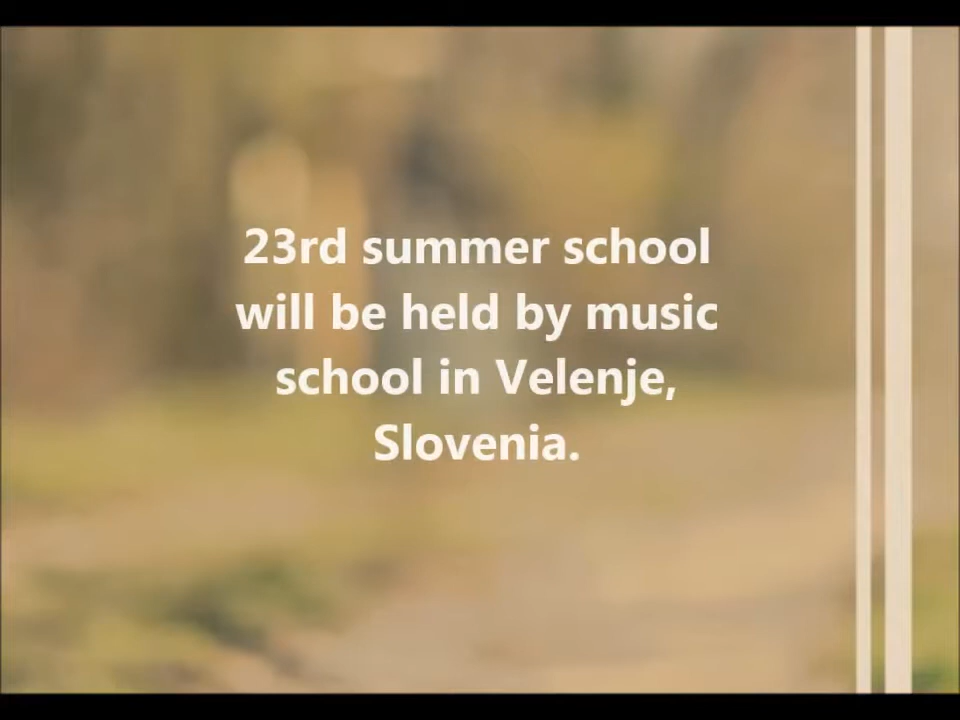 23rd summer school
will be held by music
school in Velenje,
Slovenia.